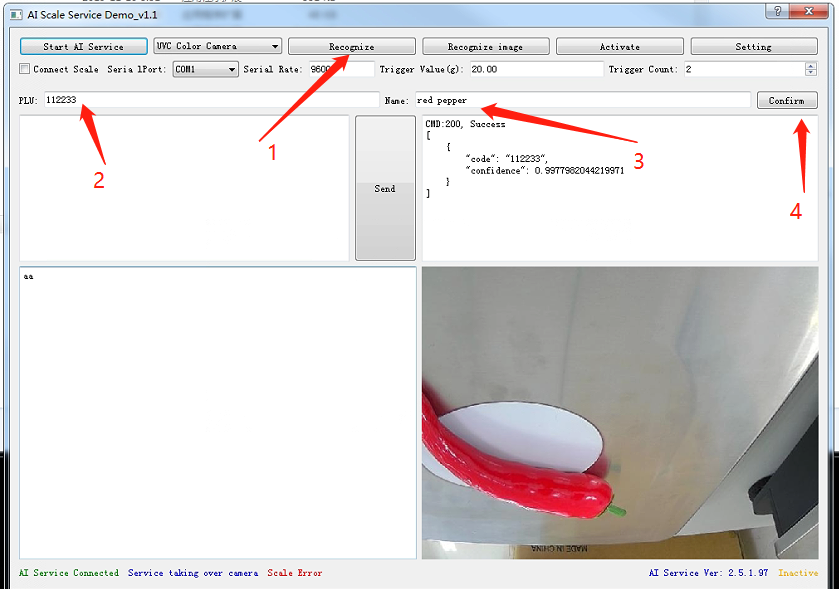 AI Scale Service Demo_v1.1
Start AI Service UVC Color Camera Recognize Recognize image Activate Setting
Connect Scale SerialPort: COM1 Serial Rate: 9600 Trigger Value(g): 20.00 Trigger Count: 2
PLU: 112233 Name: red pepper Confirm
1
2
3
4
Send
CMD:200, Success
[
{
"code": "112233",
"confidence": 0.9977982044219971
}
]
aa
MADE IN CHINA
AI Service Connected Service taking over camera Scale Error AI Service Ver: 2.5.1.97 Inactive